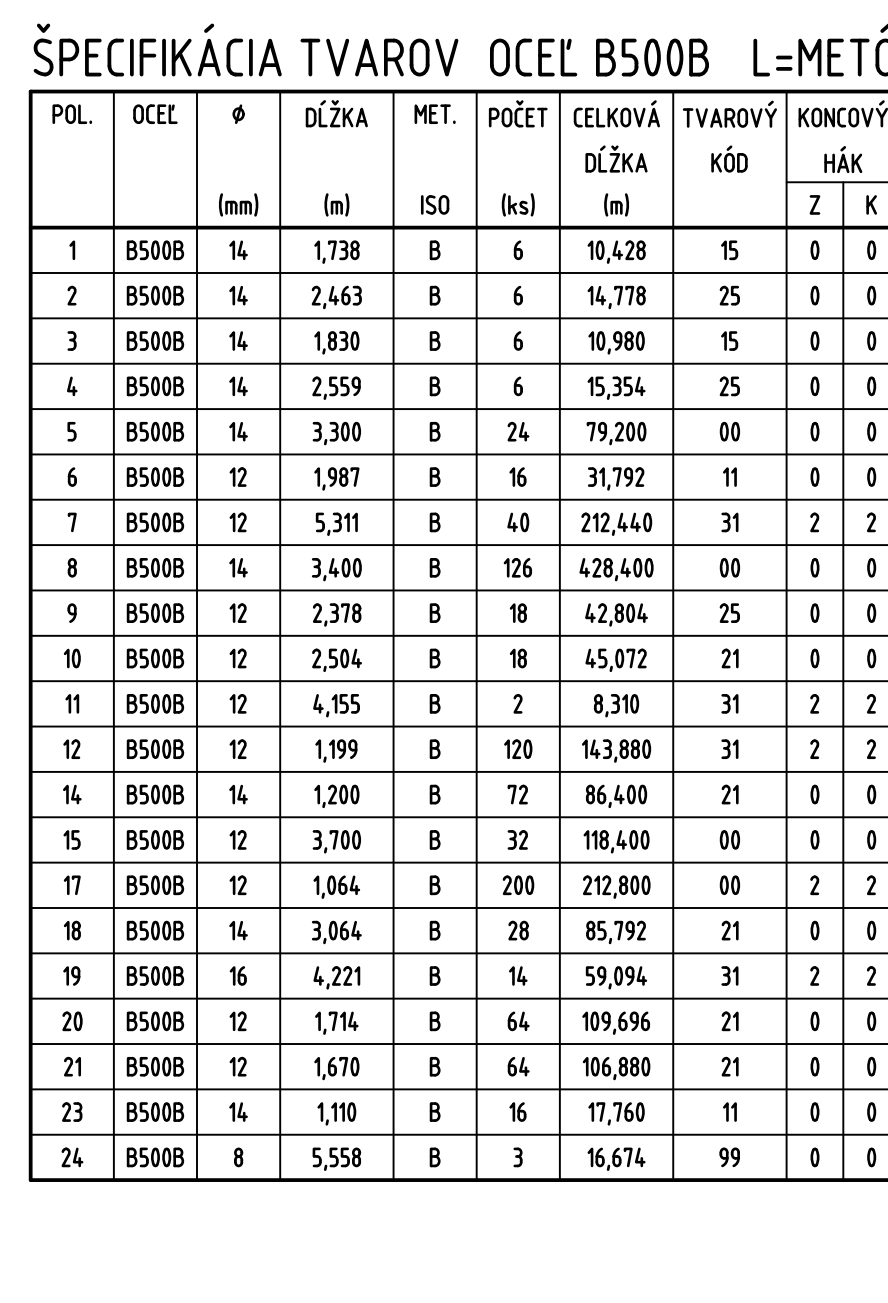 ŠPECIFIKÁCIA TVAROV OCEĽ B500B L=METÓ
POL. OCEĽ ϕ DĹŽKA MET. POČET CELKOVÁ TVAROVÝ KONCOVÝ
DĹŽKA KÓD HÁK
(mm) (m) ISO (ks) (m) Z K
1 B500B 14 1,738 B 6 10,428 15 0 0
2 B500B 14 2,463 B 6 14,778 25 0 0
3 B500B 14 1,830 B 6 10,980 15 0 0
4 B500B 14 2,559 B 6 15,354 25 0 0
5 B500B 14 3,300 B 24 79,200 00 0 0
6 B500B 12 1,987 B 16 31,792 11 0 0
7 B500B 12 5,311 B 40 212,440 31 2 2
8 B500B 14 3,400 B 126 428,400 00 0 0
9 B500B 12 2,378 B 18 42,804 25 0 0
10 B500B 12 2,504 B 18 45,072 21 0 0
11 B500B 12 4,155 B 2 8,310 31 2 2
12 B500B 12 1,199 B 120 143,880 31 2 2
14 B500B 14 1,200 B 72 86,400 21 0 0
15 B500B 12 3,700 B 32 118,400 00 0 0
17 B500B 12 1,064 B 200 212,800 00 2 2
18 B500B 14 3,064 B 28 85,792 21 0 0
19 B500B 16 4,221 B 14 59,094 31 2 2
20 B500B 12 1,714 B 64 109,696 21 0 0
21 B500B 12 1,670 B 64 106,880 21 0 0
23 B500B 14 1,110 B 16 17,760 11 0 0
24 B500B 8 5,558 B 3 16,674 99 0 0